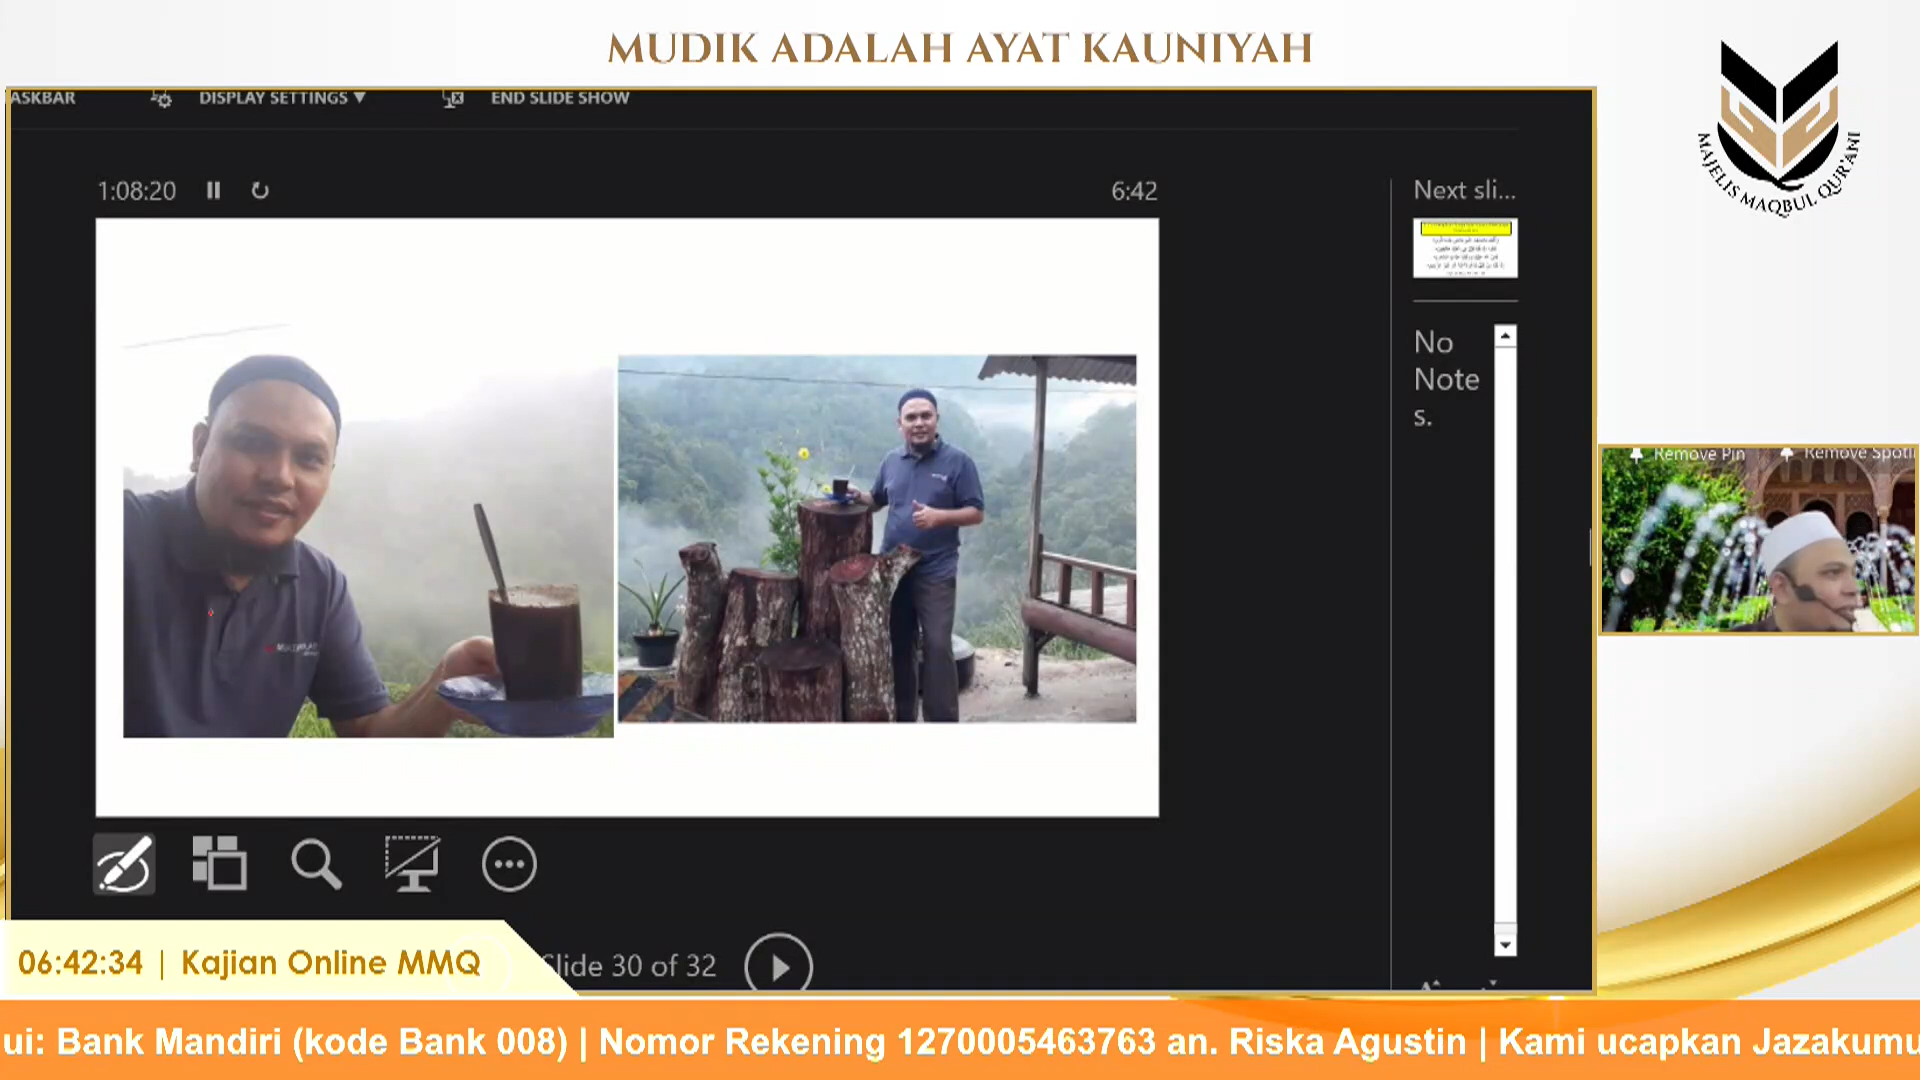 MUDIK ADALAH AYAT KAUNIYAH
MAJELIS MAQBUL QUR'ANI
ASKBAR
DISPLAY SETTINGS ▼
END SLIDE SHOW
1:08:20
6:42
Next sli...
No
Note
s.
Remove Pin
Remove Spotli
Slide 30 of 32
06:42:34 | Kajian Online MMQ
ui: Bank Mandiri (kode Bank 008) | Nomor Rekening 1270005463763 an. Riska Agustin | Kami ucapkan Jazakumu